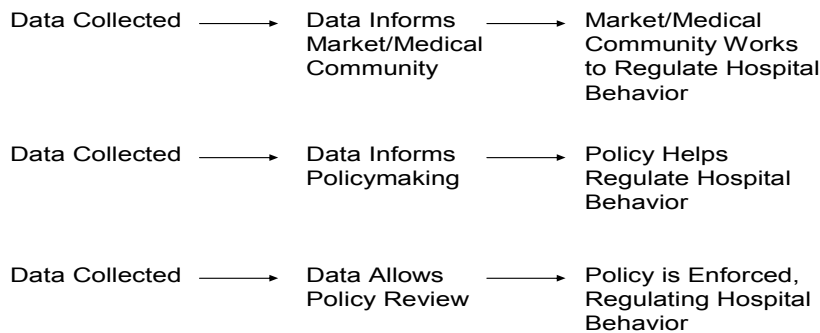 Data Collected
Data Informs
Market/Medical
Community
Market/Medical
Community Works
to Regulate Hospital
Behavior
Data Collected
Data Informs
Policymaking
Policy Helps
Regulate Hospital
Behavior
Data Collected
Data Allows
Policy Review
Policy is Enforced,
Regulating Hospital
Behavior